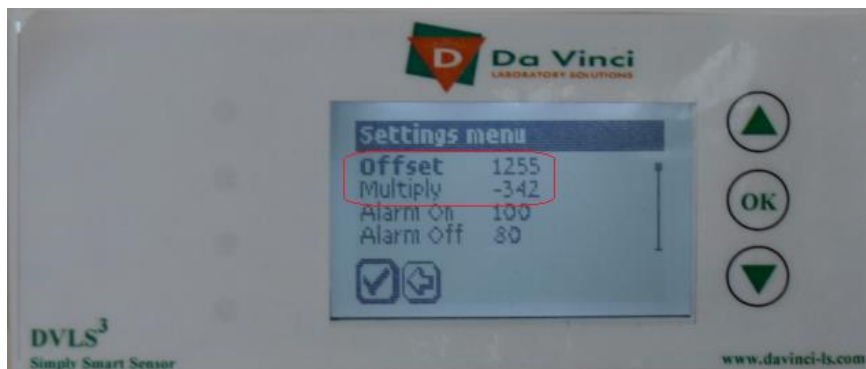 D
Da Vinci
LABORATORY SOLUTIONS
Settings menu
Offset 1255
Multiply -342
Alarm On 100
Alarm Off 80
OK
DVLS3
Simply Smart Sensor
www.davinci-ls.com